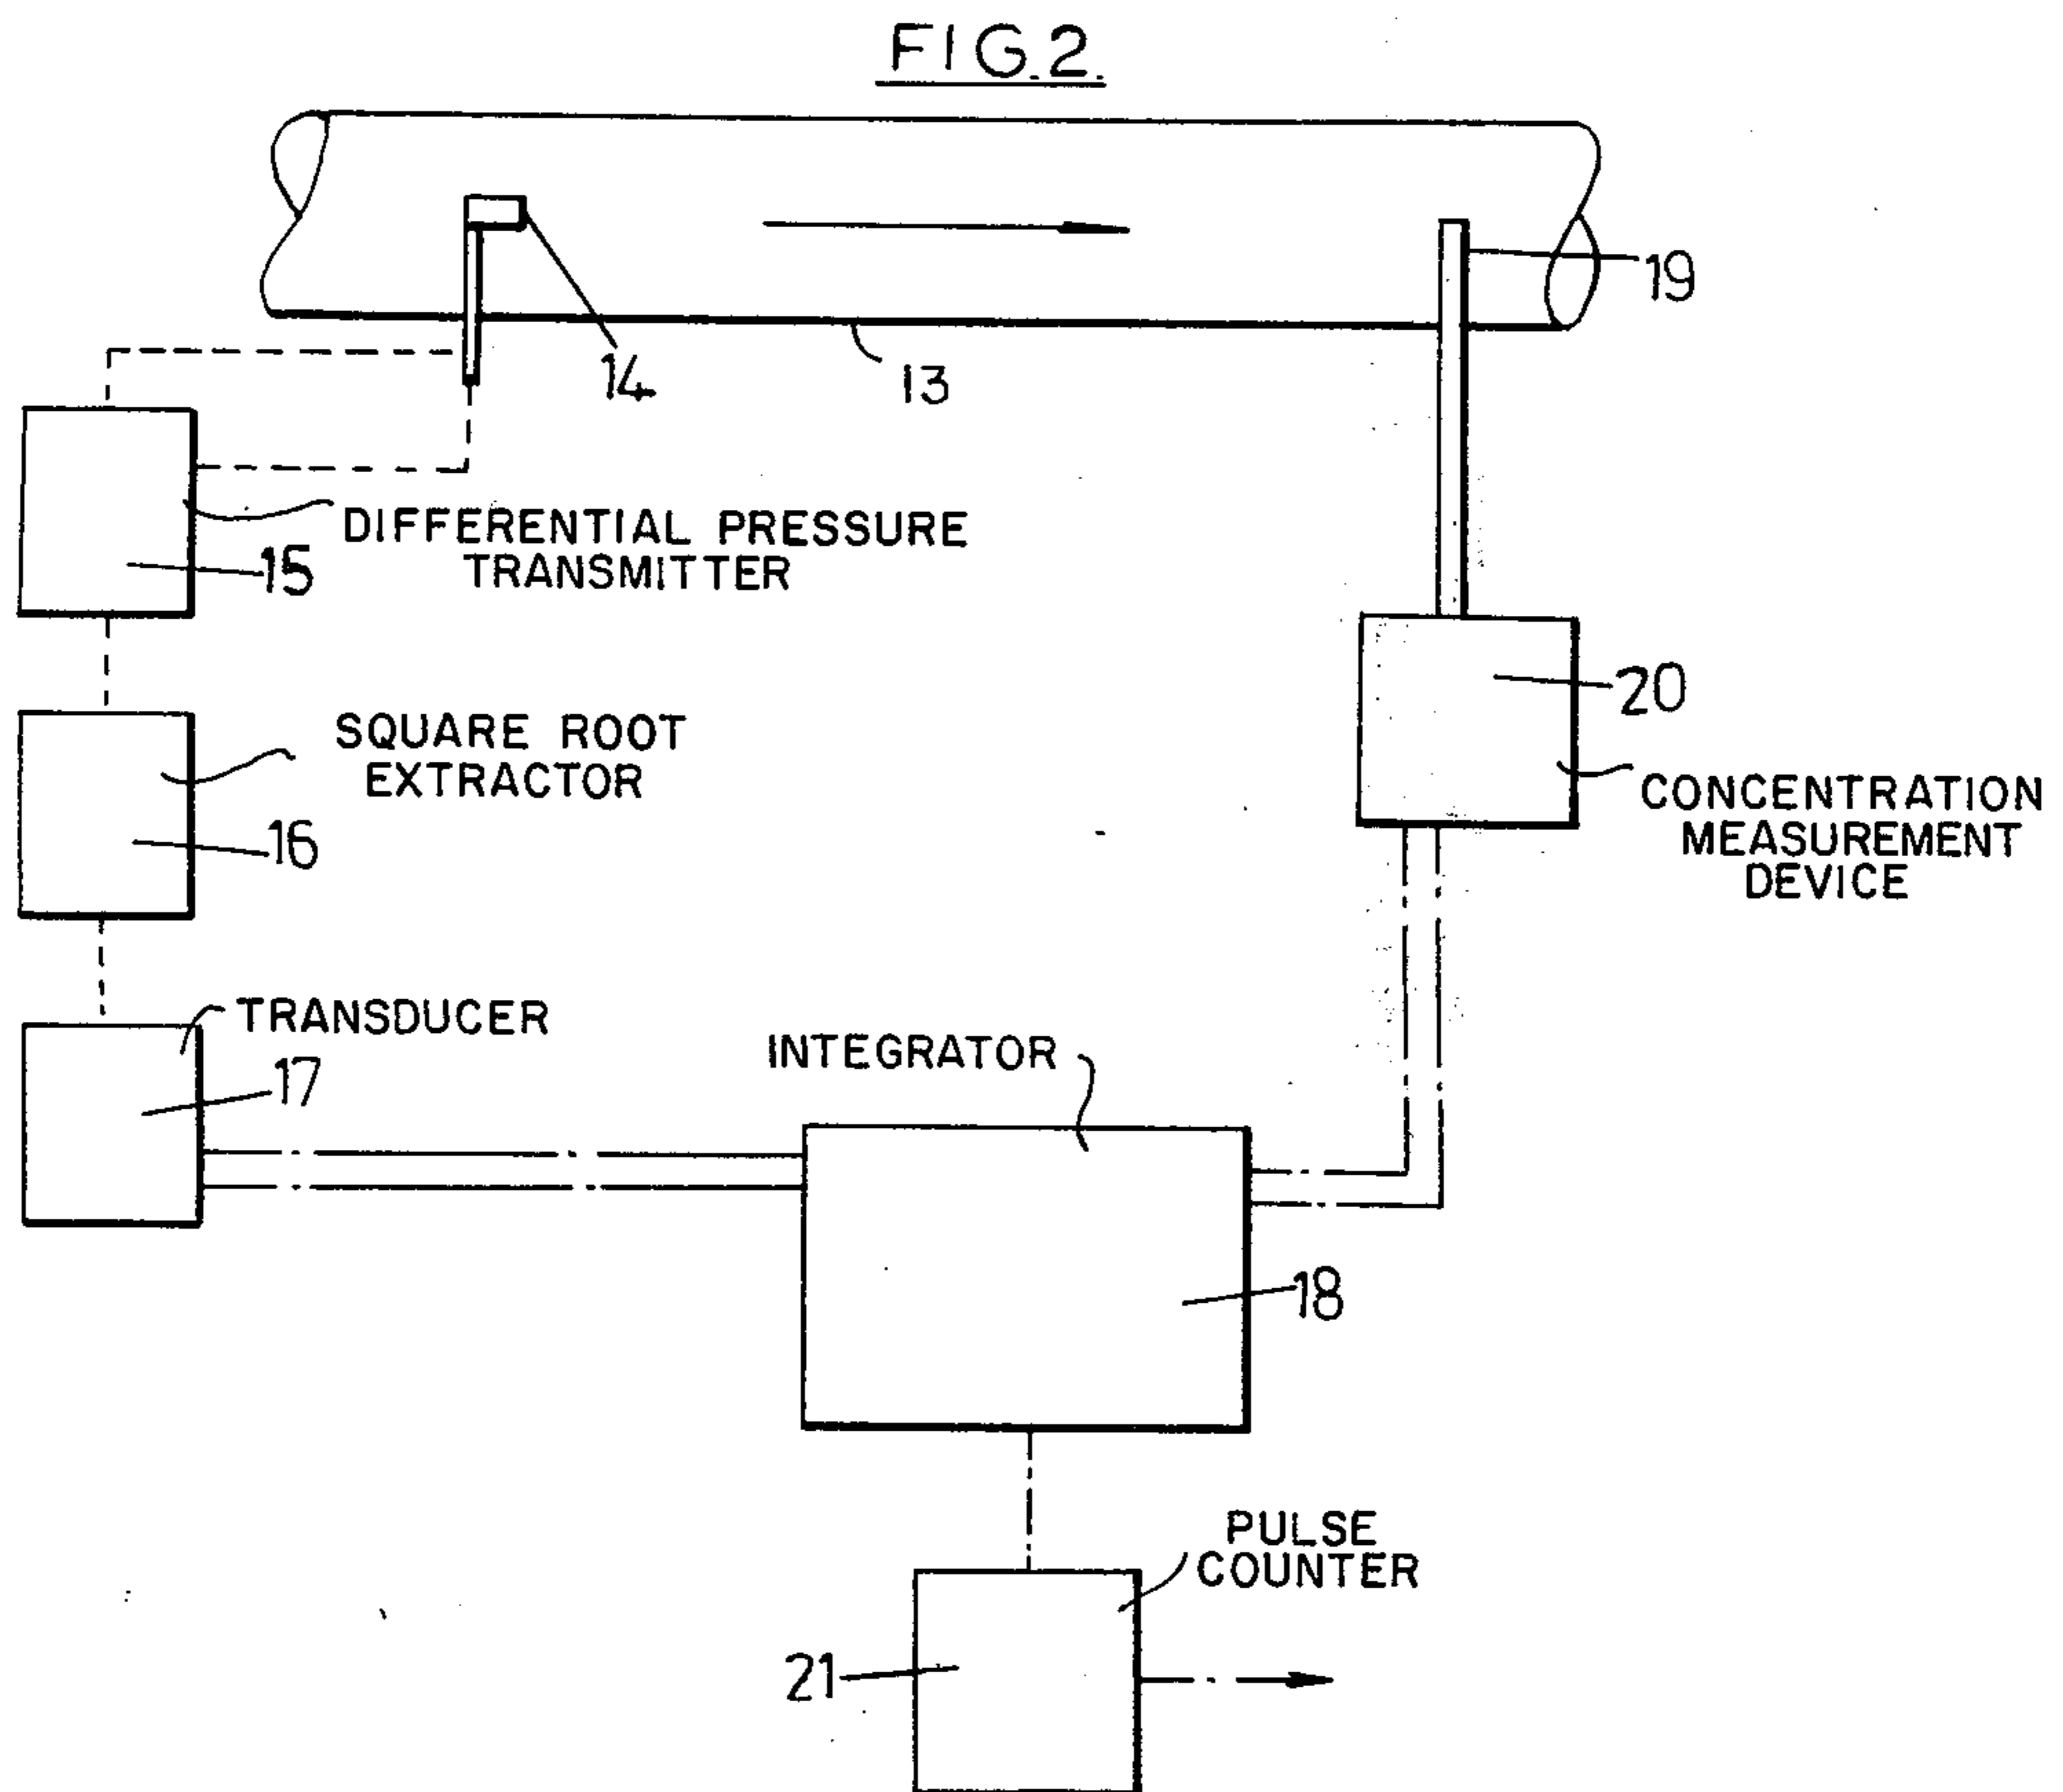 FIG.2.
19
14
13
DIFFERENTIAL PRESSURE
TRANSMITTER
15
20
SQUARE ROOT
EXTRACTOR
16
CONCENTRATION
MEASUREMENT
DEVICE
TRANSDUCER
17
INTEGRATOR
18
PULSE
COUNTER
21